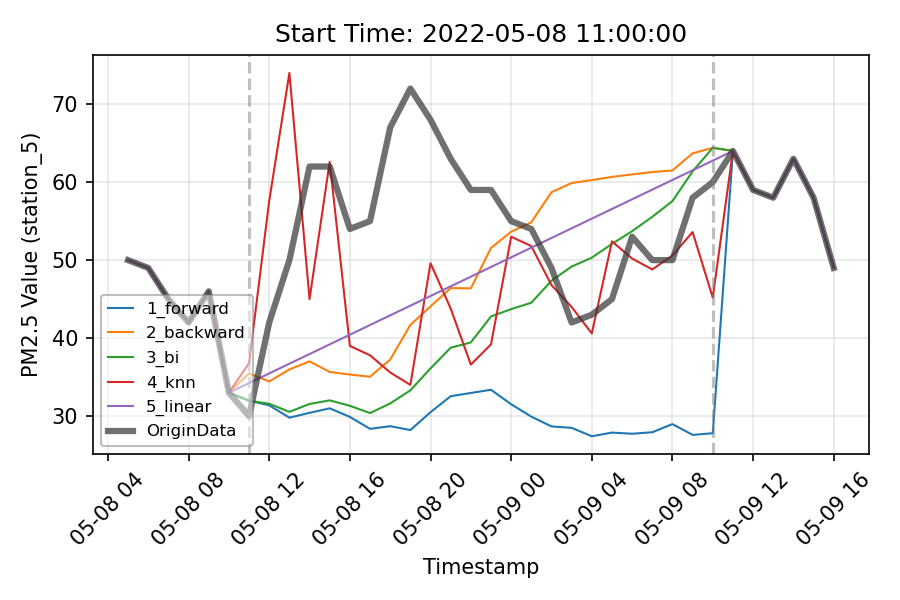 Start Time: 2022-05-08 11:00:00
PM2.5 Value (station_5)
70
60
50
40
30
1_forward
2_backward
3_bi
4_knn
5_linear
OriginData
05-08 04
05-08 08
05-08 12
05-08 16
05-08 20
05-09 00
05-09 04
05-09 08
05-09 12
05-09 16
Timestamp